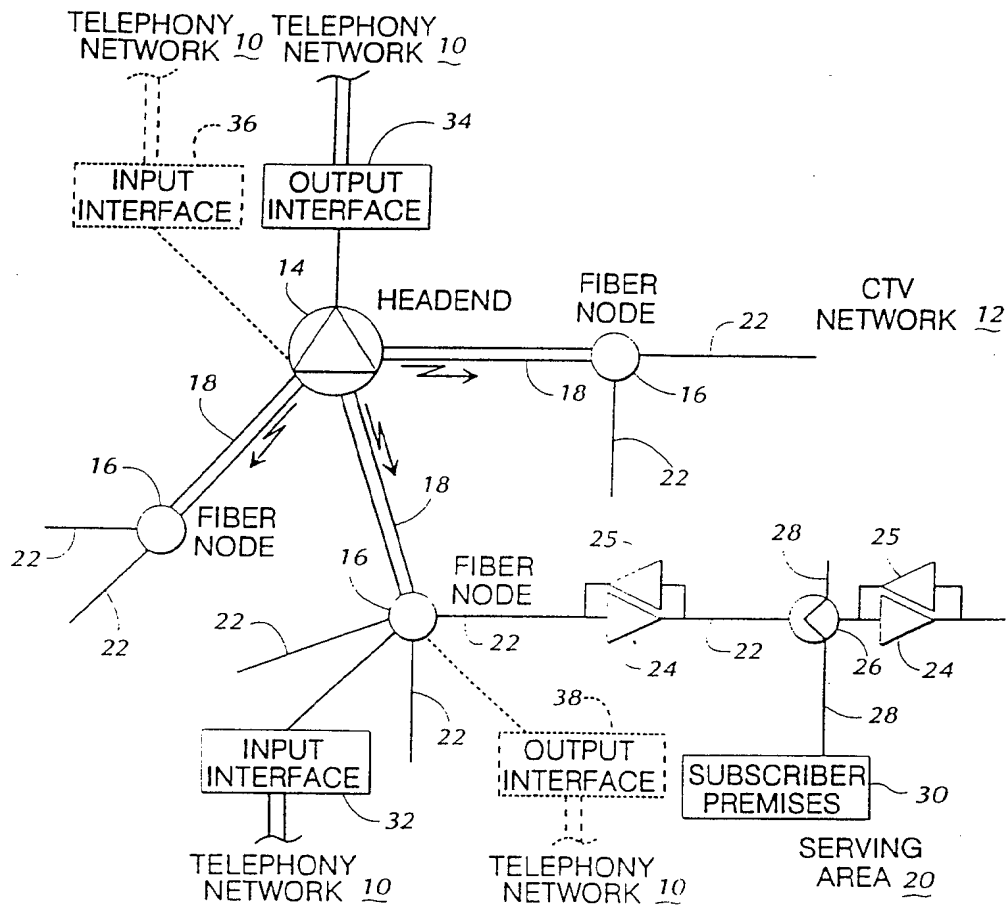 TELEPHONY
NETWORK 10
TELEPHONY
NETWORK 10
36
34
INPUT
INTERFACE
OUTPUT
INTERFACE
14
HEADEND
FIBER
NODE
22
CTV
NETWORK 12
18
18
16
22
16
FIBER
NODE
22
18
22
16
FIBER
NODE
25
28
25
22
22
24
22
26
24
22
38
28
INPUT
INTERFACE
32
OUTPUT
INTERFACE
SUBSCRIBER
PREMISES
30
TELEPHONY
NETWORK 10
TELEPHONY
NETWORK 10
SERVING
AREA 20